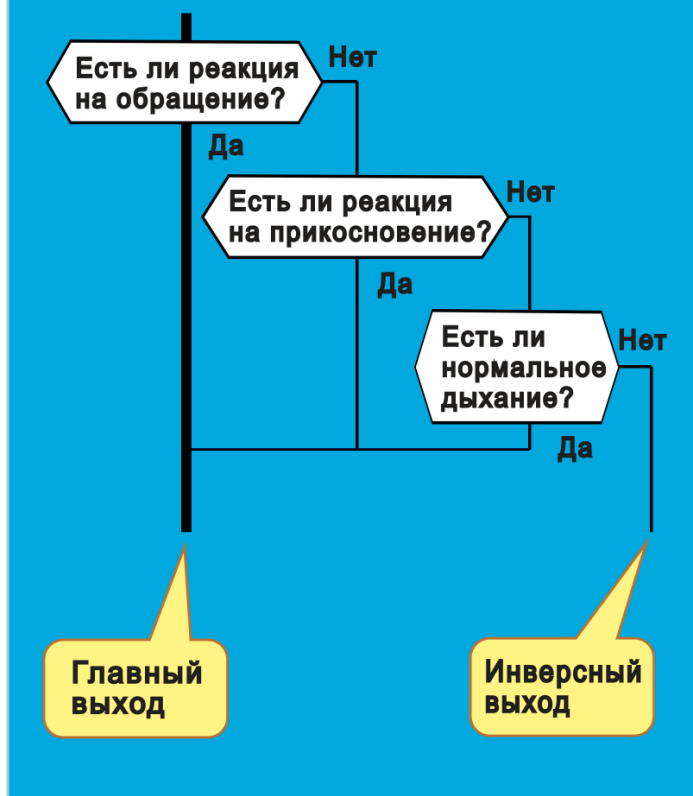 Есть ли реакция
на обращение?
Нет
Да
Есть ли реакция
на прикосновение?
Нет
Да
Есть ли
нормальное
дыхание?
Нет
Да
Главный
выход
Инверсный
выход